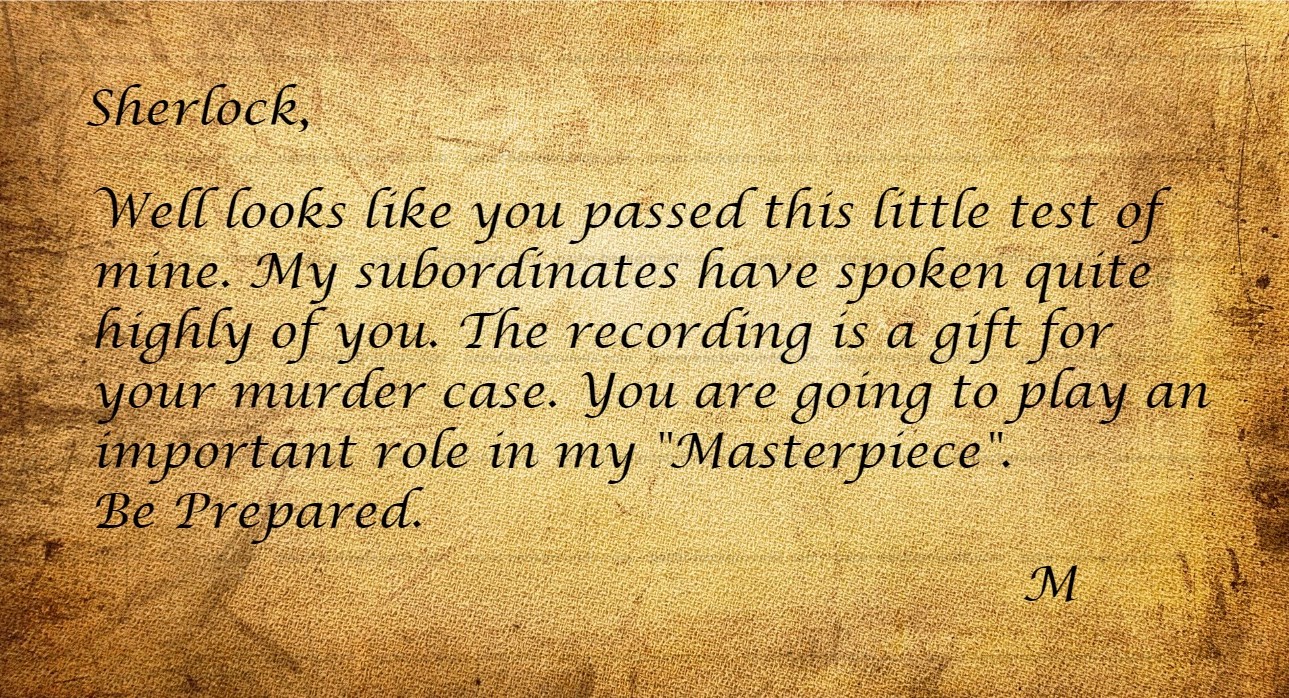 Sherlock,
Well looks like you passed this little test of
mine. My subordinates have spoken quite
highly of you. The recording is a gift for
your murder case. You are going to play an
important role in my "Masterpiece".
Be Prepared.
M